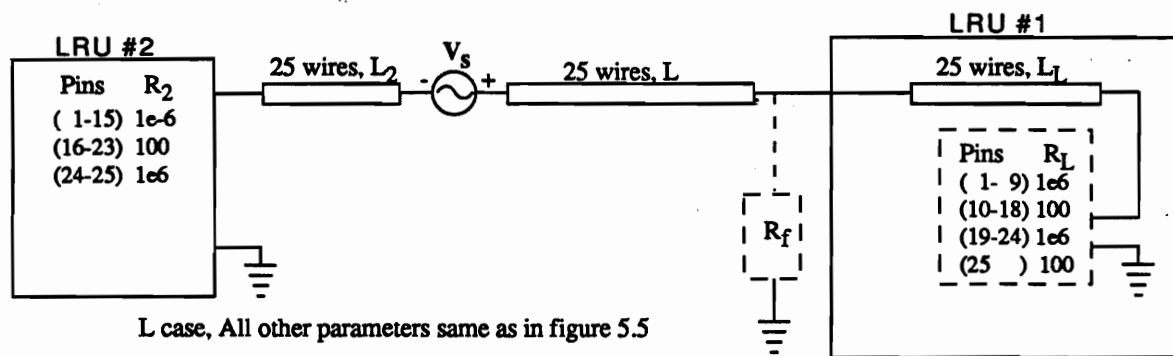 LRU #2
Pins R2
( 1-15) 1e-6
(16-23) 100
(24-25) 1e6
25 wires, L2
- Vs +
25 wires, L
Rf
LRU #1
25 wires, LL
Pins RL
( 1- 9) 1e6
(10-18) 100
(19-24) 1e6
(25 ) 100
L case, All other parameters same as in figure 5.5